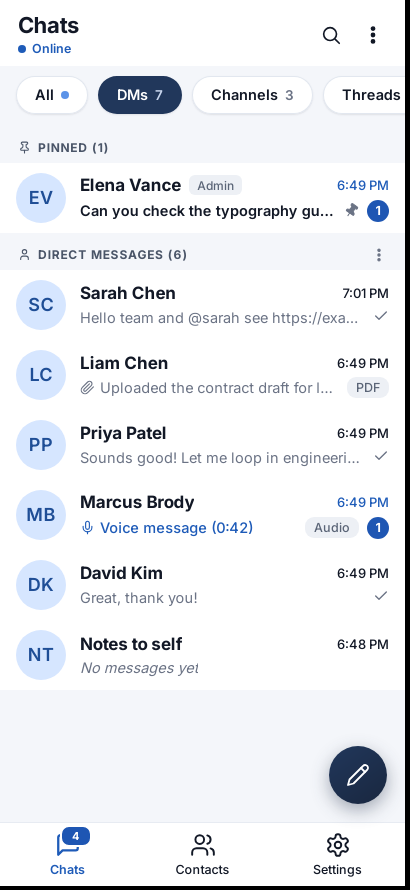 Chats
Online
All
DMs 7
Channels 3
Threads
PINNED (1)
EV
Elena Vance Admin 6:49 PM
Can you check the typography gu... 1
DIRECT MESSAGES (6)
SC
Sarah Chen 7:01 PM
Hello team and @sarah see https://exa...
LC
Liam Chen 6:49 PM
Uploaded the contract draft for l... PDF
PP
Priya Patel 6:49 PM
Sounds good! Let me loop in engineeri...
MB
Marcus Brody 6:49 PM
Voice message (0:42) Audio 1
DK
David Kim 6:49 PM
Great, thank you!
NT
Notes to self 6:48 PM
No messages yet
4
Chats
Contacts
Settings